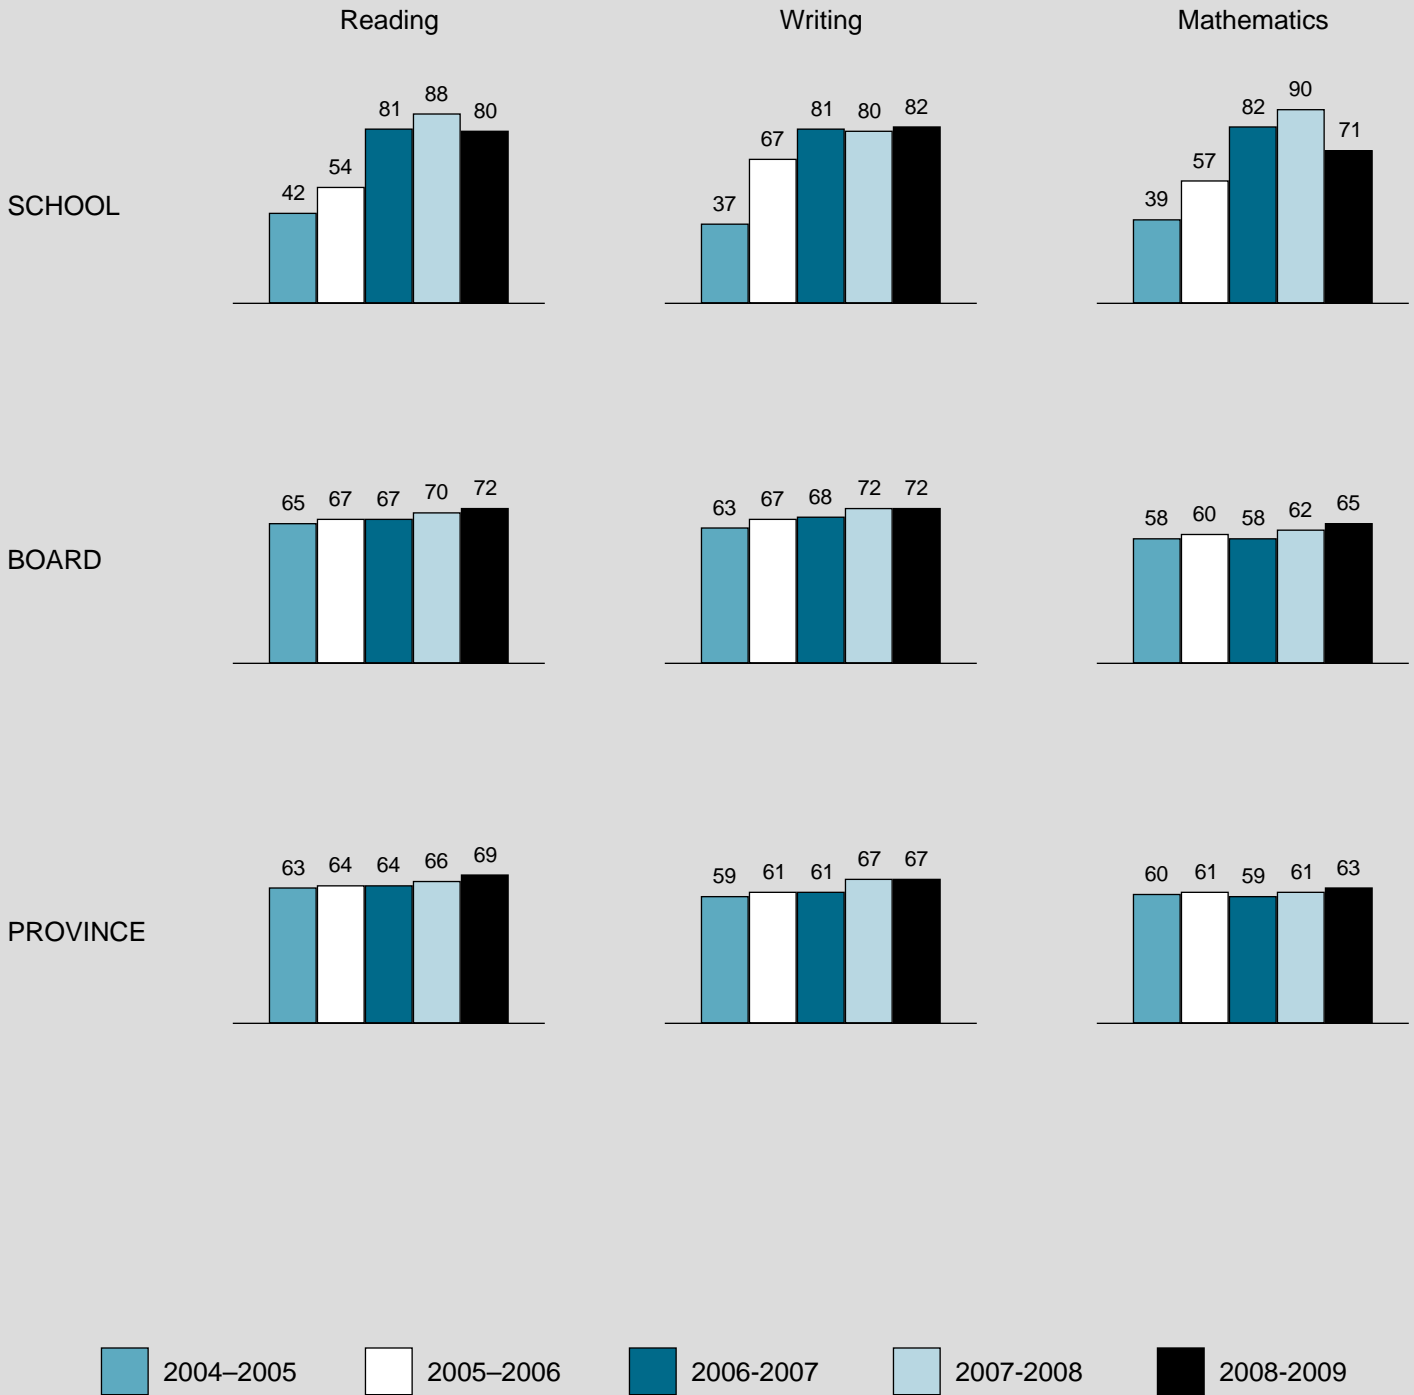 Reading Writing Mathematics
SCHOOL
42 54 81 88 80
37 67 81 80 82
39 57 82 90 71
BOARD
65 67 67 70 72
63 67 68 72 72
58 60 58 62 65
PROVINCE
63 64 64 66 69
59 61 61 67 67
60 61 59 61 63
2004–2005 2005–2006 2006-2007 2007-2008 2008-2009